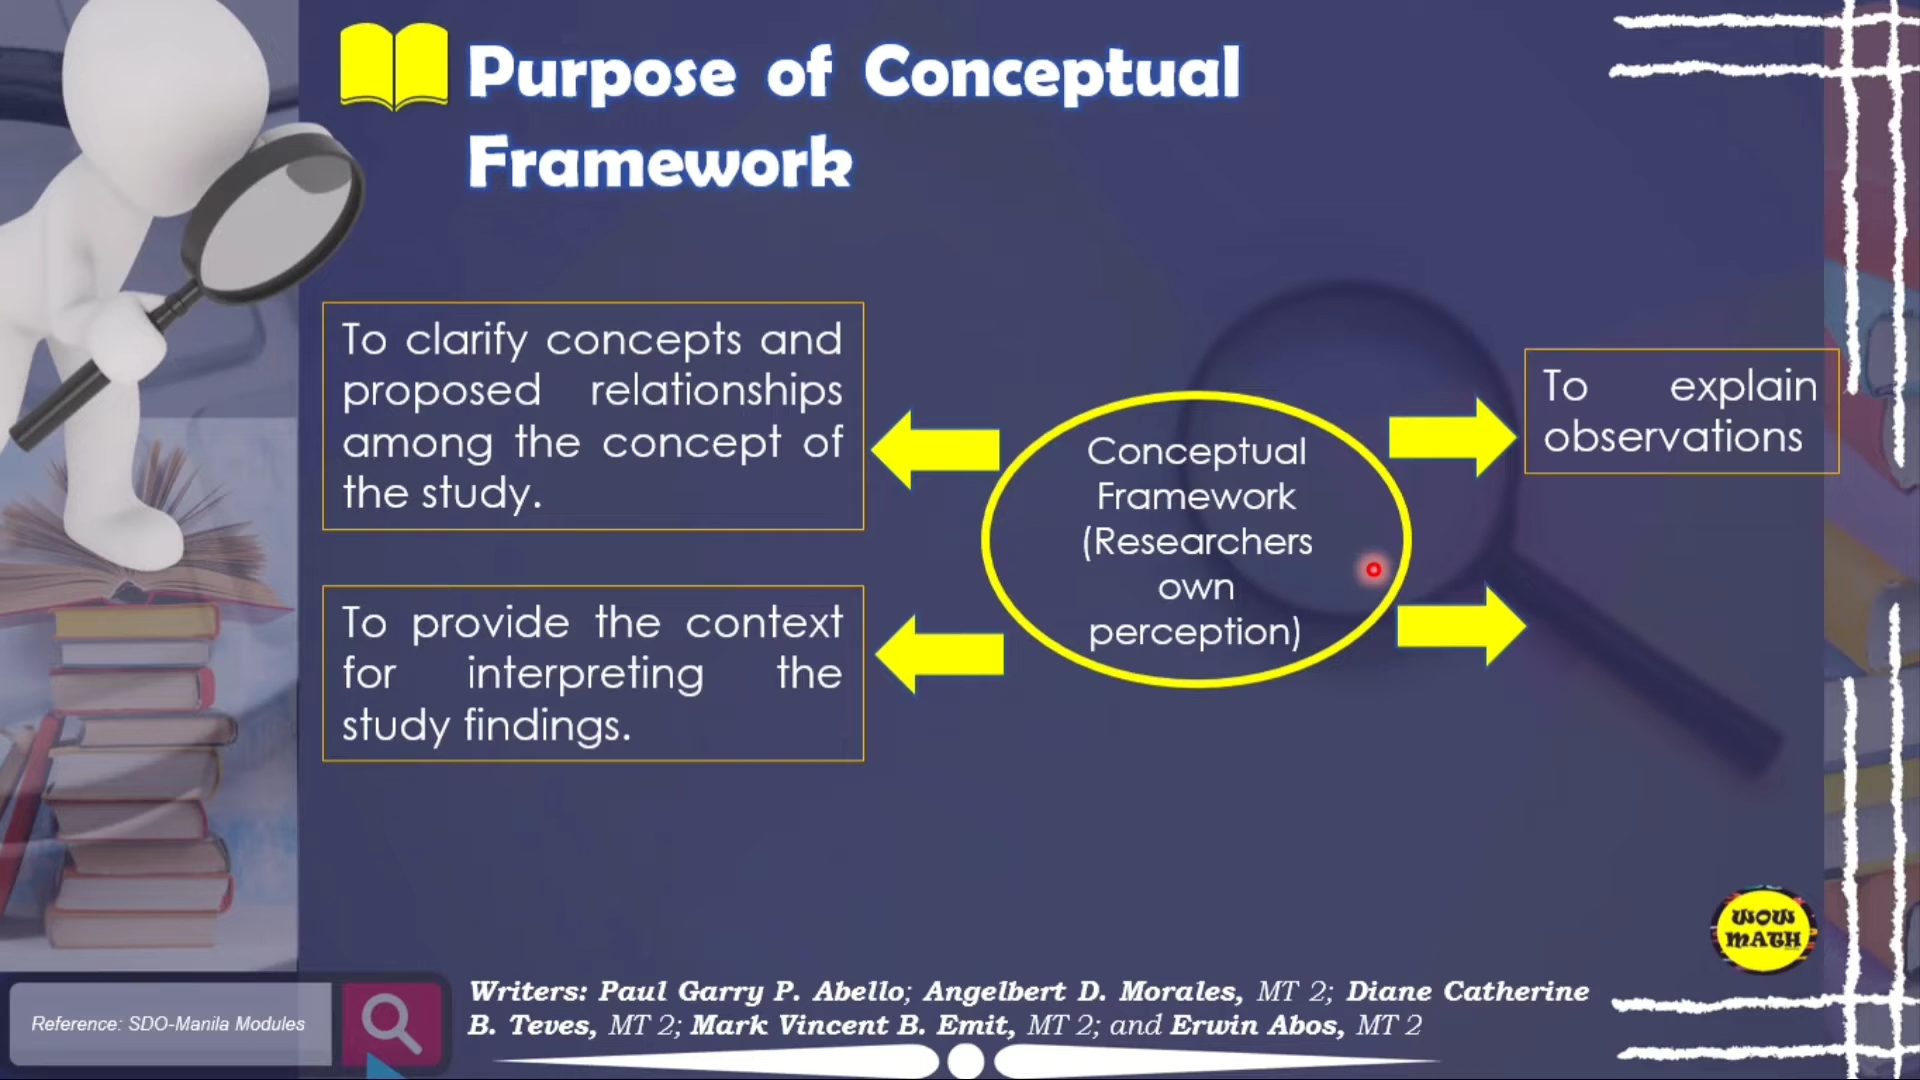 Purpose of Conceptual
Framework
To clarify concepts and
proposed relationships
among the concept of
the study.
To provide the context
for interpreting the
study findings.
Conceptual
Framework
(Researchers
own
perception)
To explain
observations
WOW
MATH
Reference: SDO-Manila Modules
Writers: Paul Garry P. Abello; Angelbert D. Morales, MT 2; Diane Catherine
B. Teves, MT 2; Mark Vincent B. Emit, MT 2; and Erwin Abos, MT 2